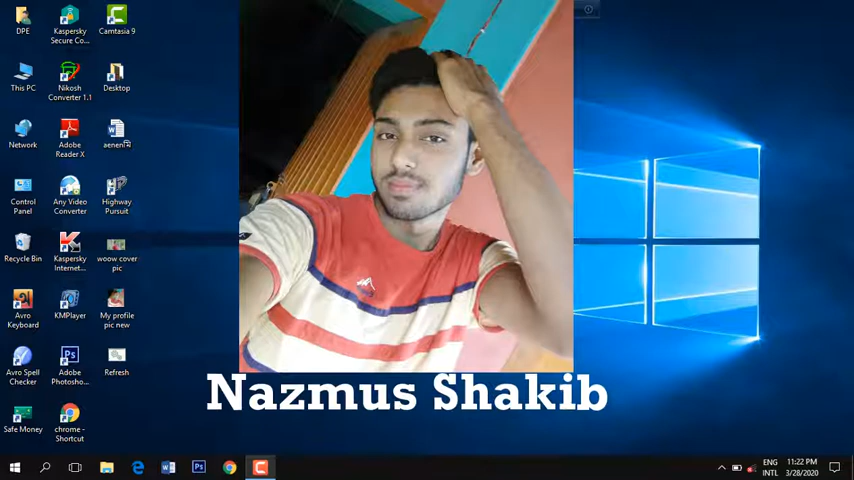 DPE
Kaspersky
Secure Co...
Camtasia 9
This PC
Nikosh
Converter 1.1
Desktop
Network
Adobe
Reader X
Control
Panel
Any Video
Converter
Highway
Pursuit
Recycle Bin
Kaspersky
Internet...
woow cover
pic
Avro
Keyboard
KMPlayer
My profile
pic new
Avro Spell
Checker
Adobe
Photosho...
Refresh
Safe Money
chrome -
Shortcut
Nazmus Shakib
ENG
INTL
11:22 PM
3/28/2020